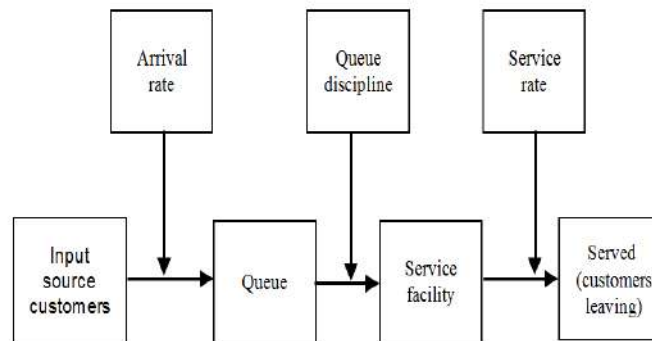 Arrival
rate
Queue
discipline
Service
rate
Input
source
customers
Queue
Service
facility
Served
(customers
leaving)